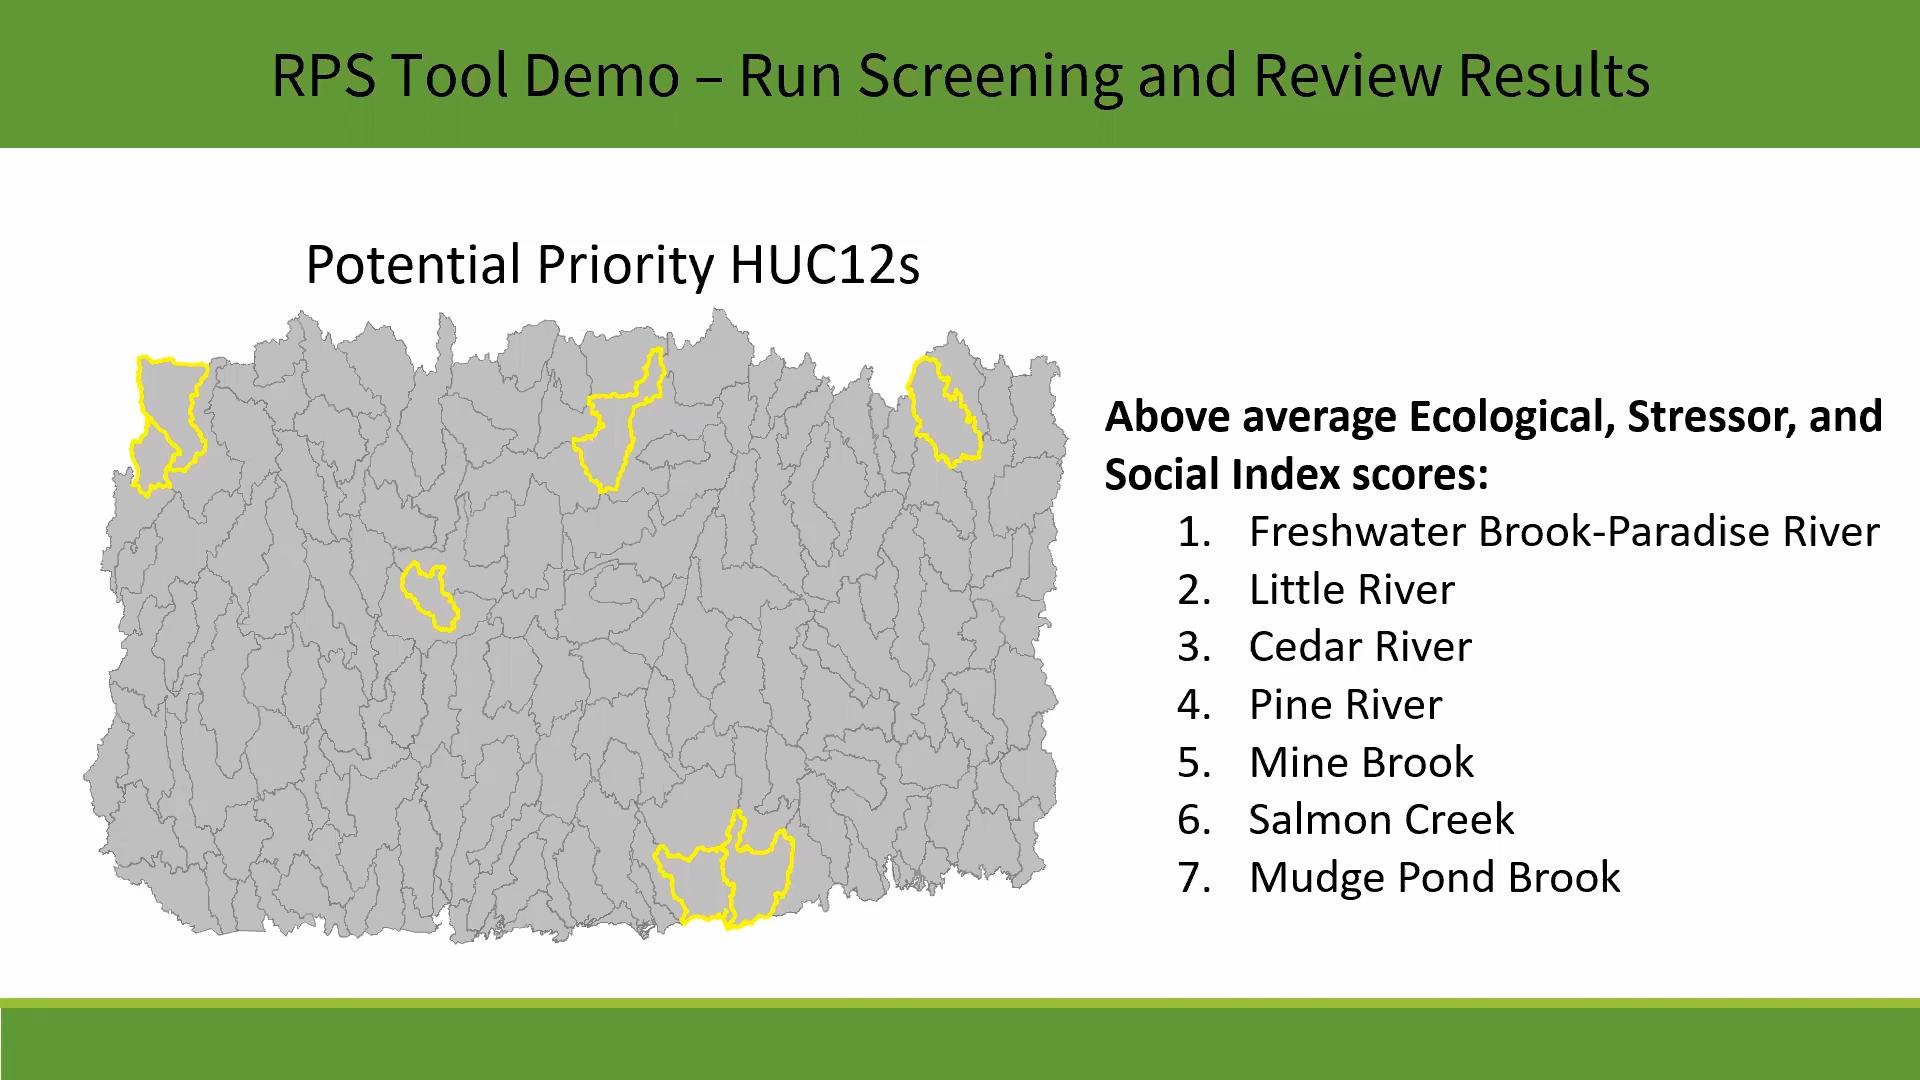 RPS Tool Demo – Run Screening and Review Results
Potential Priority HUC12s
Above average Ecological, Stressor, and
Social Index scores:
1. Freshwater Brook-Paradise River
2. Little River
3. Cedar River
4. Pine River
5. Mine Brook
6. Salmon Creek
7. Mudge Pond Brook